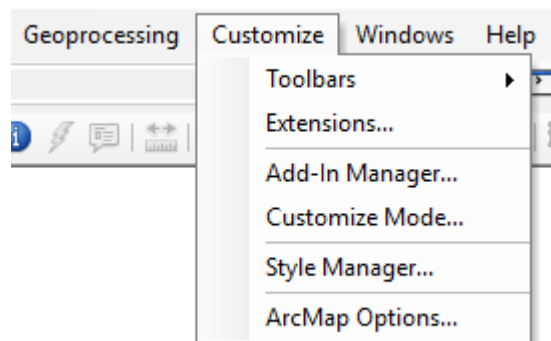 Geoprocessing Customize Windows Help
Toolbars
Extensions...
Add-In Manager...
Customize Mode...
Style Manager...
ArcMap Options...